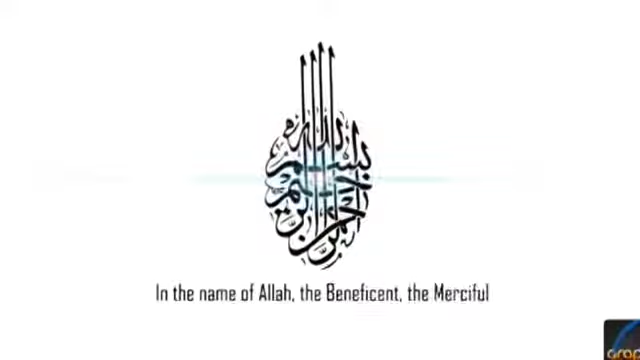 بسم الله الرحمن الرحيم
In the name of Allah, the Beneficent, the Merciful